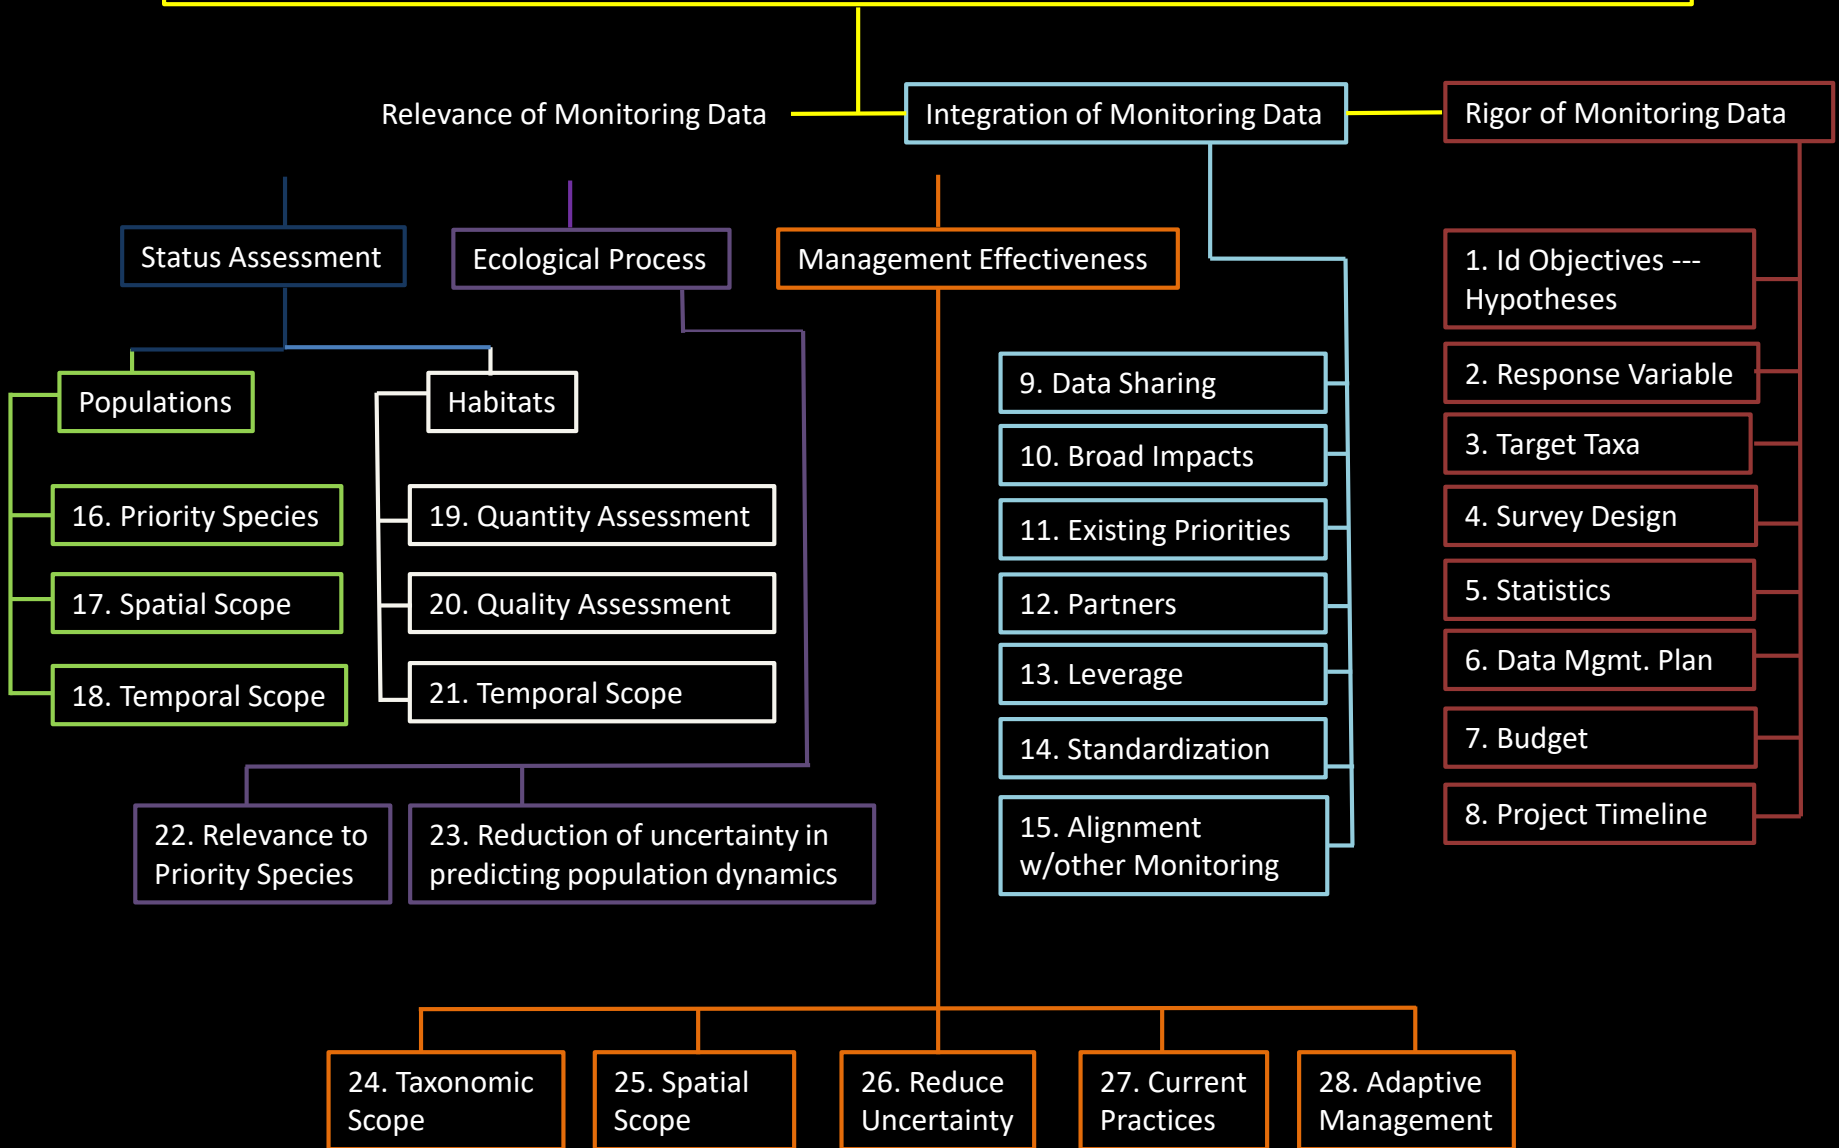 Relevance of Monitoring Data
Integration of Monitoring Data
Rigor of Monitoring Data
Status Assessment
Ecological Process
Management Effectiveness
Populations
Habitats
16. Priority Species
17. Spatial Scope
18. Temporal Scope
19. Quantity Assessment
20. Quality Assessment
21. Temporal Scope
22. Relevance to
Priority Species
23. Reduction of uncertainty in
predicting population dynamics
9. Data Sharing
10. Broad Impacts
11. Existing Priorities
12. Partners
13. Leverage
14. Standardization
15. Alignment
w/other Monitoring
1. Id Objectives ---
Hypotheses
2. Response Variable
3. Target Taxa
4. Survey Design
5. Statistics
6. Data Mgmt. Plan
7. Budget
8. Project Timeline
24. Taxonomic
Scope
25. Spatial
Scope
26. Reduce
Uncertainty
27. Current
Practices
28. Adaptive
Management